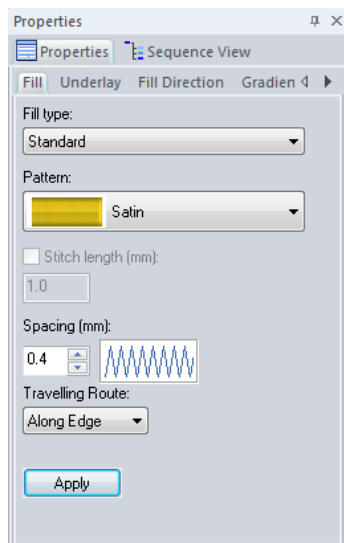 Properties
Properties Sequence View
Fill Underlay Fill Direction Gradien
Fill type:
Standard
Pattern:
Satin
Stitch length (mm):
1.0
Spacing (mm):
0.4
Travelling Route:
Along Edge
Apply